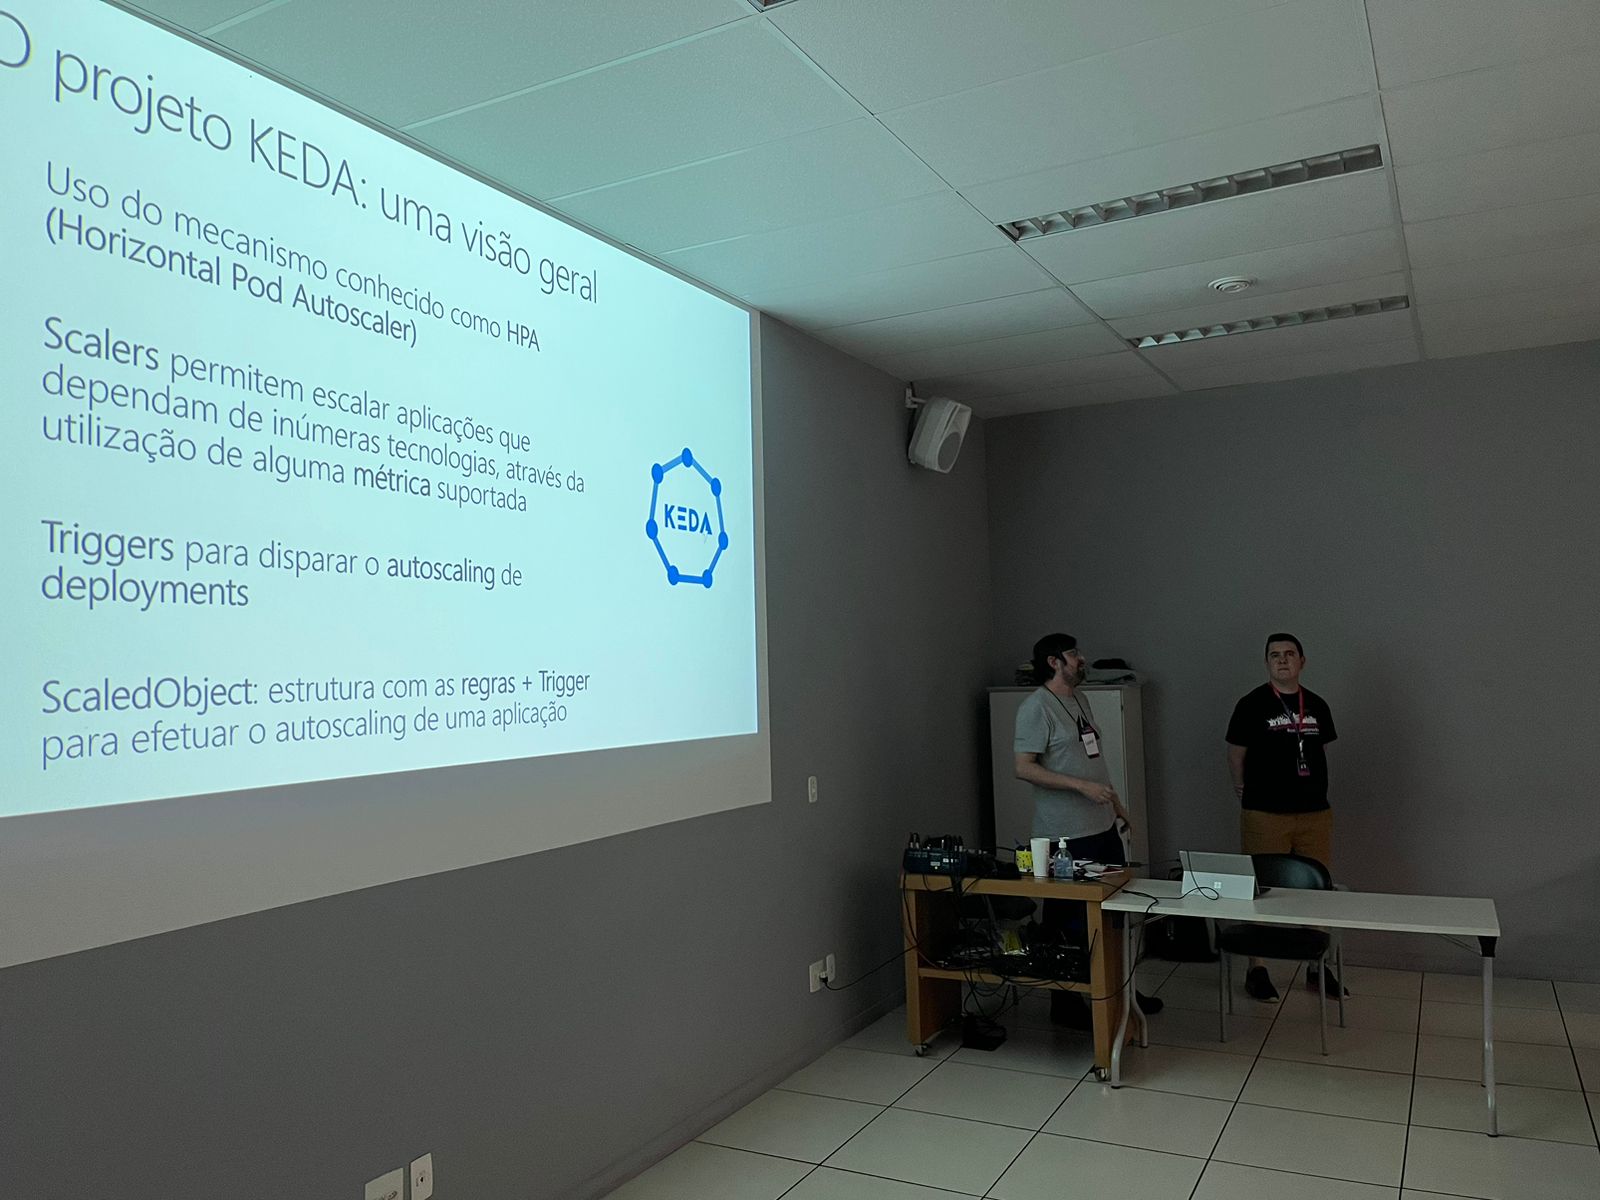 O projeto KEDA: uma visão geral
Uso do mecanismo conhecido como HPA
(Horizontal Pod Autoscaler)
Scalers permitem escalar aplicações que
dependam de inúmeras tecnologias, através da
utilização de alguma métrica suportada
KEDA
Triggers para disparar o autoscaling de
deployments
ScaledObject: estrutura com as regras + Trigger
para efetuar o autoscaling de uma aplicação